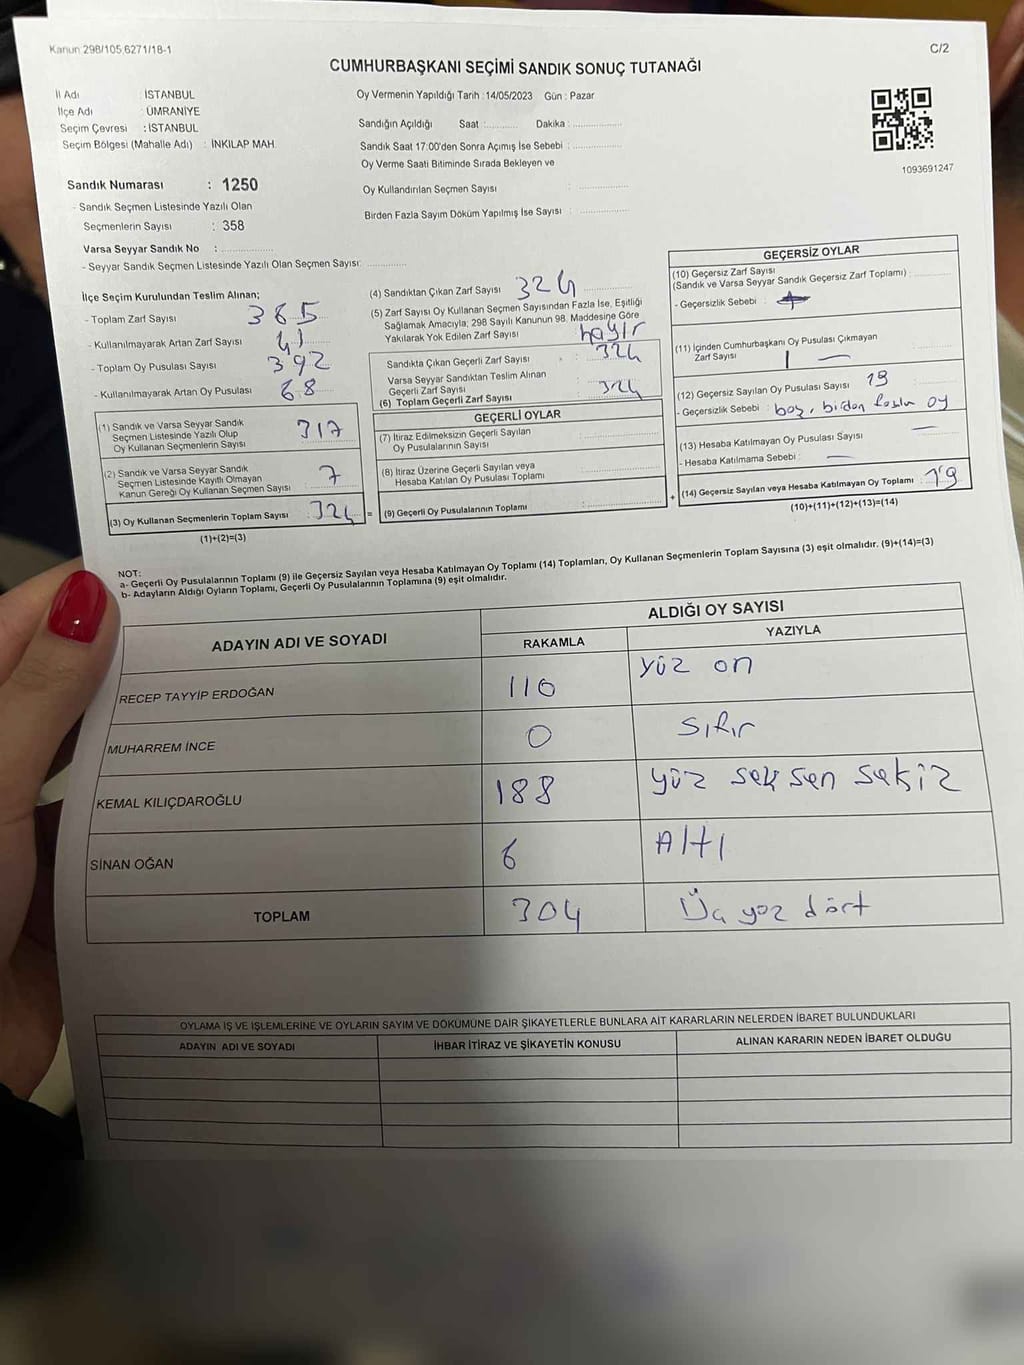 Kanun 298/105,6271/18-1
C/2
CUMHURBAŞKANI SEÇİMİ SANDIK SONUÇ TUTANAĞI
İl Adı : İSTANBUL
İlçe Adı : ÜMRANİYE
Seçim Çevresi : İSTANBUL
Seçim Bölgesi (Mahalle Adı) : İNKILAP MAH.
Sandık Numarası : 1250
- Sandık Seçmen Listesinde Yazılı Olan
Seçmenlerin Sayısı : 358
Varsa Seyyar Sandık No : ................
- Seyyar Sandık Seçmen Listesinde Yazılı Olan Seçmen Sayısı: ............
Oy Vermenin Yapıldığı Tarih : 14/05/2023 Gün : Pazar
Sandığın Açıldığı Saat :........... Dakika :................
Sandık Saat 17:00'den Sonra Açımış İse Sebebi : ................
Oy Verme Saati Bitiminde Sırada Bekleyen ve
Oy Kullandırılan Seçmen Sayısı : ................
Birden Fazla Sayım Döküm Yapılmış İse Sayısı : ................
1093691247
İlçe Seçim Kurulundan Teslim Alınan;
- Toplam Zarf Sayısı 365
- Kullanılmayarak Artan Zarf Sayısı 41
- Toplam Oy Pusulası Sayısı 392
- Kullanılmayarak Artan Oy Pusulası 68
(1) Sandık ve Varsa Seyyar Sandık
Seçmen Listesinde Yazılı Olup
Oy Kullanan Seçmenlerin Sayısı 317
(2) Sandık ve Varsa Seyyar Sandık
Seçmen Listesinde Kayıtlı Olmayan
Kanun Gereği Oy Kullanan Seçmen Sayısı : 7
(3) Oy Kullanan Seçmenlerin Toplam Sayısı : 324 =
(1)+(2)=(3)
(4) Sandıktan Çıkan Zarf Sayısı 324
(5) Zarf Sayısı Oy Kullanan Seçmen Sayısından Fazla İse, Eşitliği
Sağlamak Amacıyla; 298 Sayılı Kanunun 98. Maddesine Göre
Yakılarak Yok Edilen Zarf Sayısı hayır
Sandıkta Çıkan Geçerli Zarf Sayısı : 324
Varsa Seyyar Sandıktan Teslim Alınan
Geçerli Zarf Sayısı
(6) Toplam Geçerli Zarf Sayısı 324
GEÇERLİ OYLAR
(7) İtiraz Edilmeksizin Geçerli Sayılan
Oy Pusulalarının Sayısı :
(8) İtiraz Üzerine Geçerli Sayılan veya
Hesaba Katılan Oy Pusulası Toplamı :
(9) Geçerli Oy Pusulalarının Toplamı : +
GEÇERSİZ OYLAR
(10) Geçersiz Zarf Sayısı
(Sandık ve Varsa Seyyar Sandık Geçersiz Zarf Toplamı) :
- Geçersizlik Sebebi :
(11) İçinden Cumhurbaşkanı Oy Pusulası Çıkmayan
Zarf Sayısı 1 —
(12) Geçersiz Sayılan Oy Pusulası Sayısı : 19
- Geçersizlik Sebebi : boş, birden fazla oy
(13) Hesaba Katılmayan Oy Pusulası Sayısı : —
- Hesaba Katılmama Sebebi : —
(14) Geçersiz Sayılan veya Hesaba Katılmayan Oy Toplamı : 19
(10)+(11)+(12)+(13)=(14)
NOT:
a- Geçerli Oy Pusulalarının Toplamı (9) ile Geçersiz Sayılan veya Hesaba Katılmayan Oy Toplamı (14) Toplamları, Oy Kullanan Seçmenlerin Toplam Sayısına (3) eşit olmalıdır. (9)+(14)=(3)
b- Adayların Aldığı Oyların Toplamı, Geçerli Oy Pusulalarının Toplamına (9) eşit olmalıdır.
ADAYIN ADI VE SOYADI
ALDIĞI OY SAYISI
RAKAMLA YAZIYLA
RECEP TAYYİP ERDOĞAN 110 yüz on
MUHARREM İNCE 0 sıfır
KEMAL KILIÇDAROĞLU 188 yüz seksen sekiz
SİNAN OĞAN 6 Altı
TOPLAM 304 Üç yüz dört
OYLAMA İŞ VE İŞLEMLERİNE VE OYLARIN SAYIM VE DÖKÜMÜNE DAİR ŞİKAYETLERLE BUNLARA AİT KARARLARIN NELERDEN İBARET BULUNDUKLARI
ADAYIN ADI VE SOYADI İHBAR İTİRAZ VE ŞİKAYETİN KONUSU ALINAN KARARIN NEDEN İBARET OLDUĞU